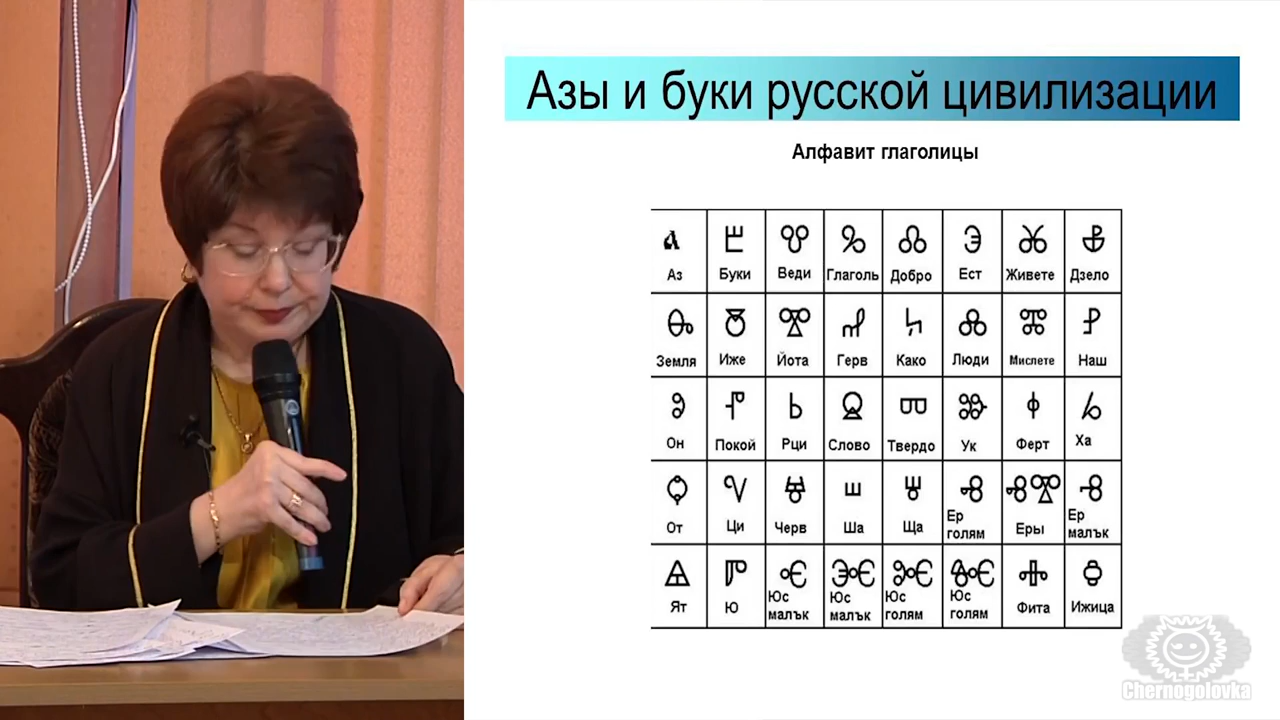 Азы и буки русской цивилизации
Алфавит глаголицы
Аз Буки Веди Глаголь Добро Ест Живете Дзело
Земля Иже Йота Герв Како Люди Мислете Наш
Он Покой Рци Слово Твердо Ук Ферт Ха
От Ци Черв Ша Ща Ер голям Еры Ер малък
Ят Ю Юс малък Юс малък Юс голям Юс голям Фита Ижица
Chernogolovka